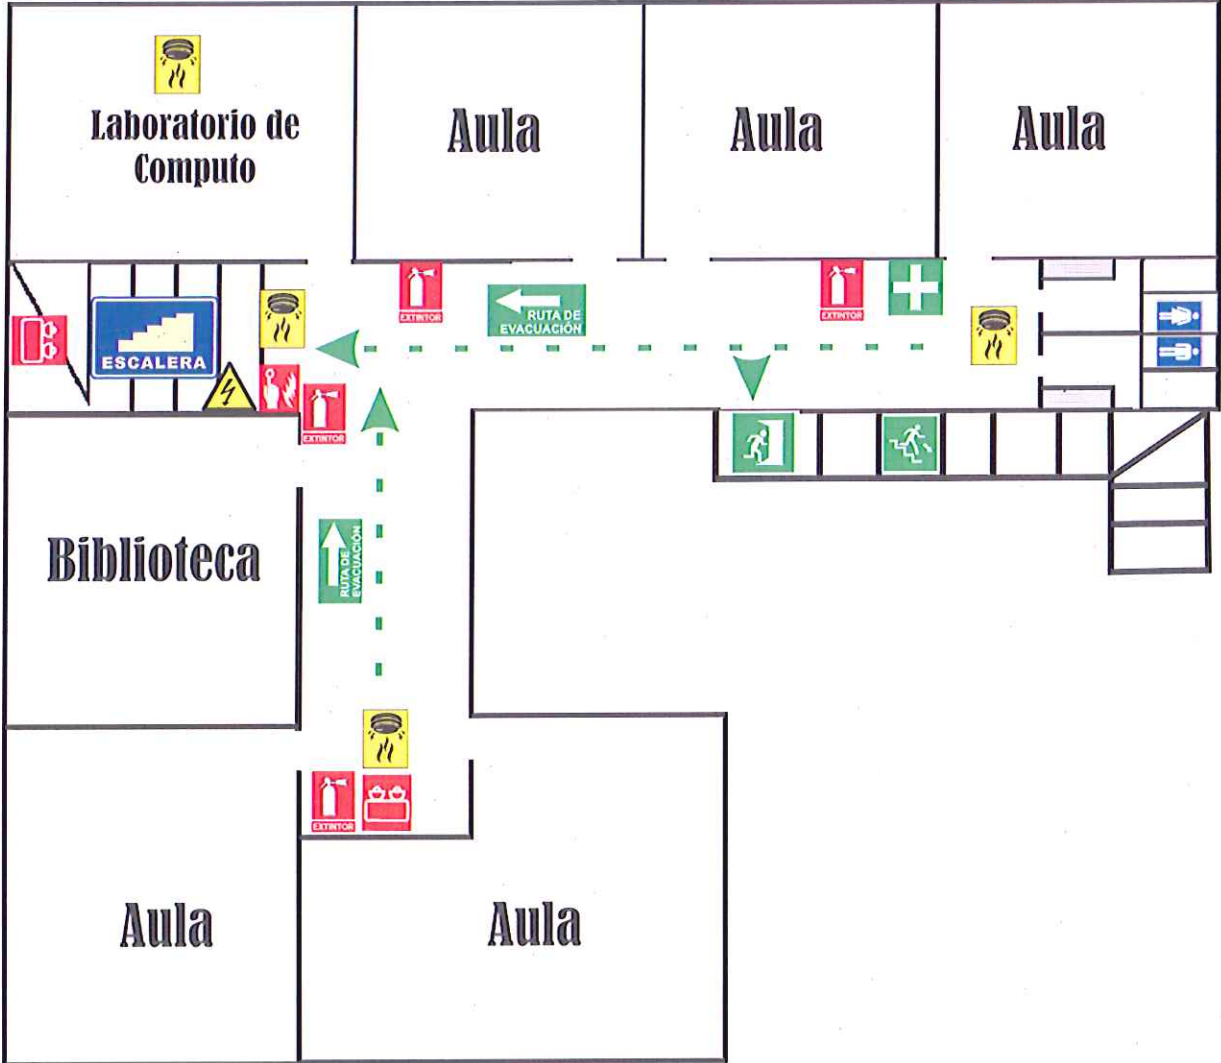 Laboratorio de
Computo
Aula
Aula
Aula
EXTINTOR
RUTA DE
EVACUACIÓN
EXTINTOR
ESCALERA
EXTINTOR
Biblioteca
RUTA DE
EVACUACIÓN
EXTINTOR
Aula
Aula